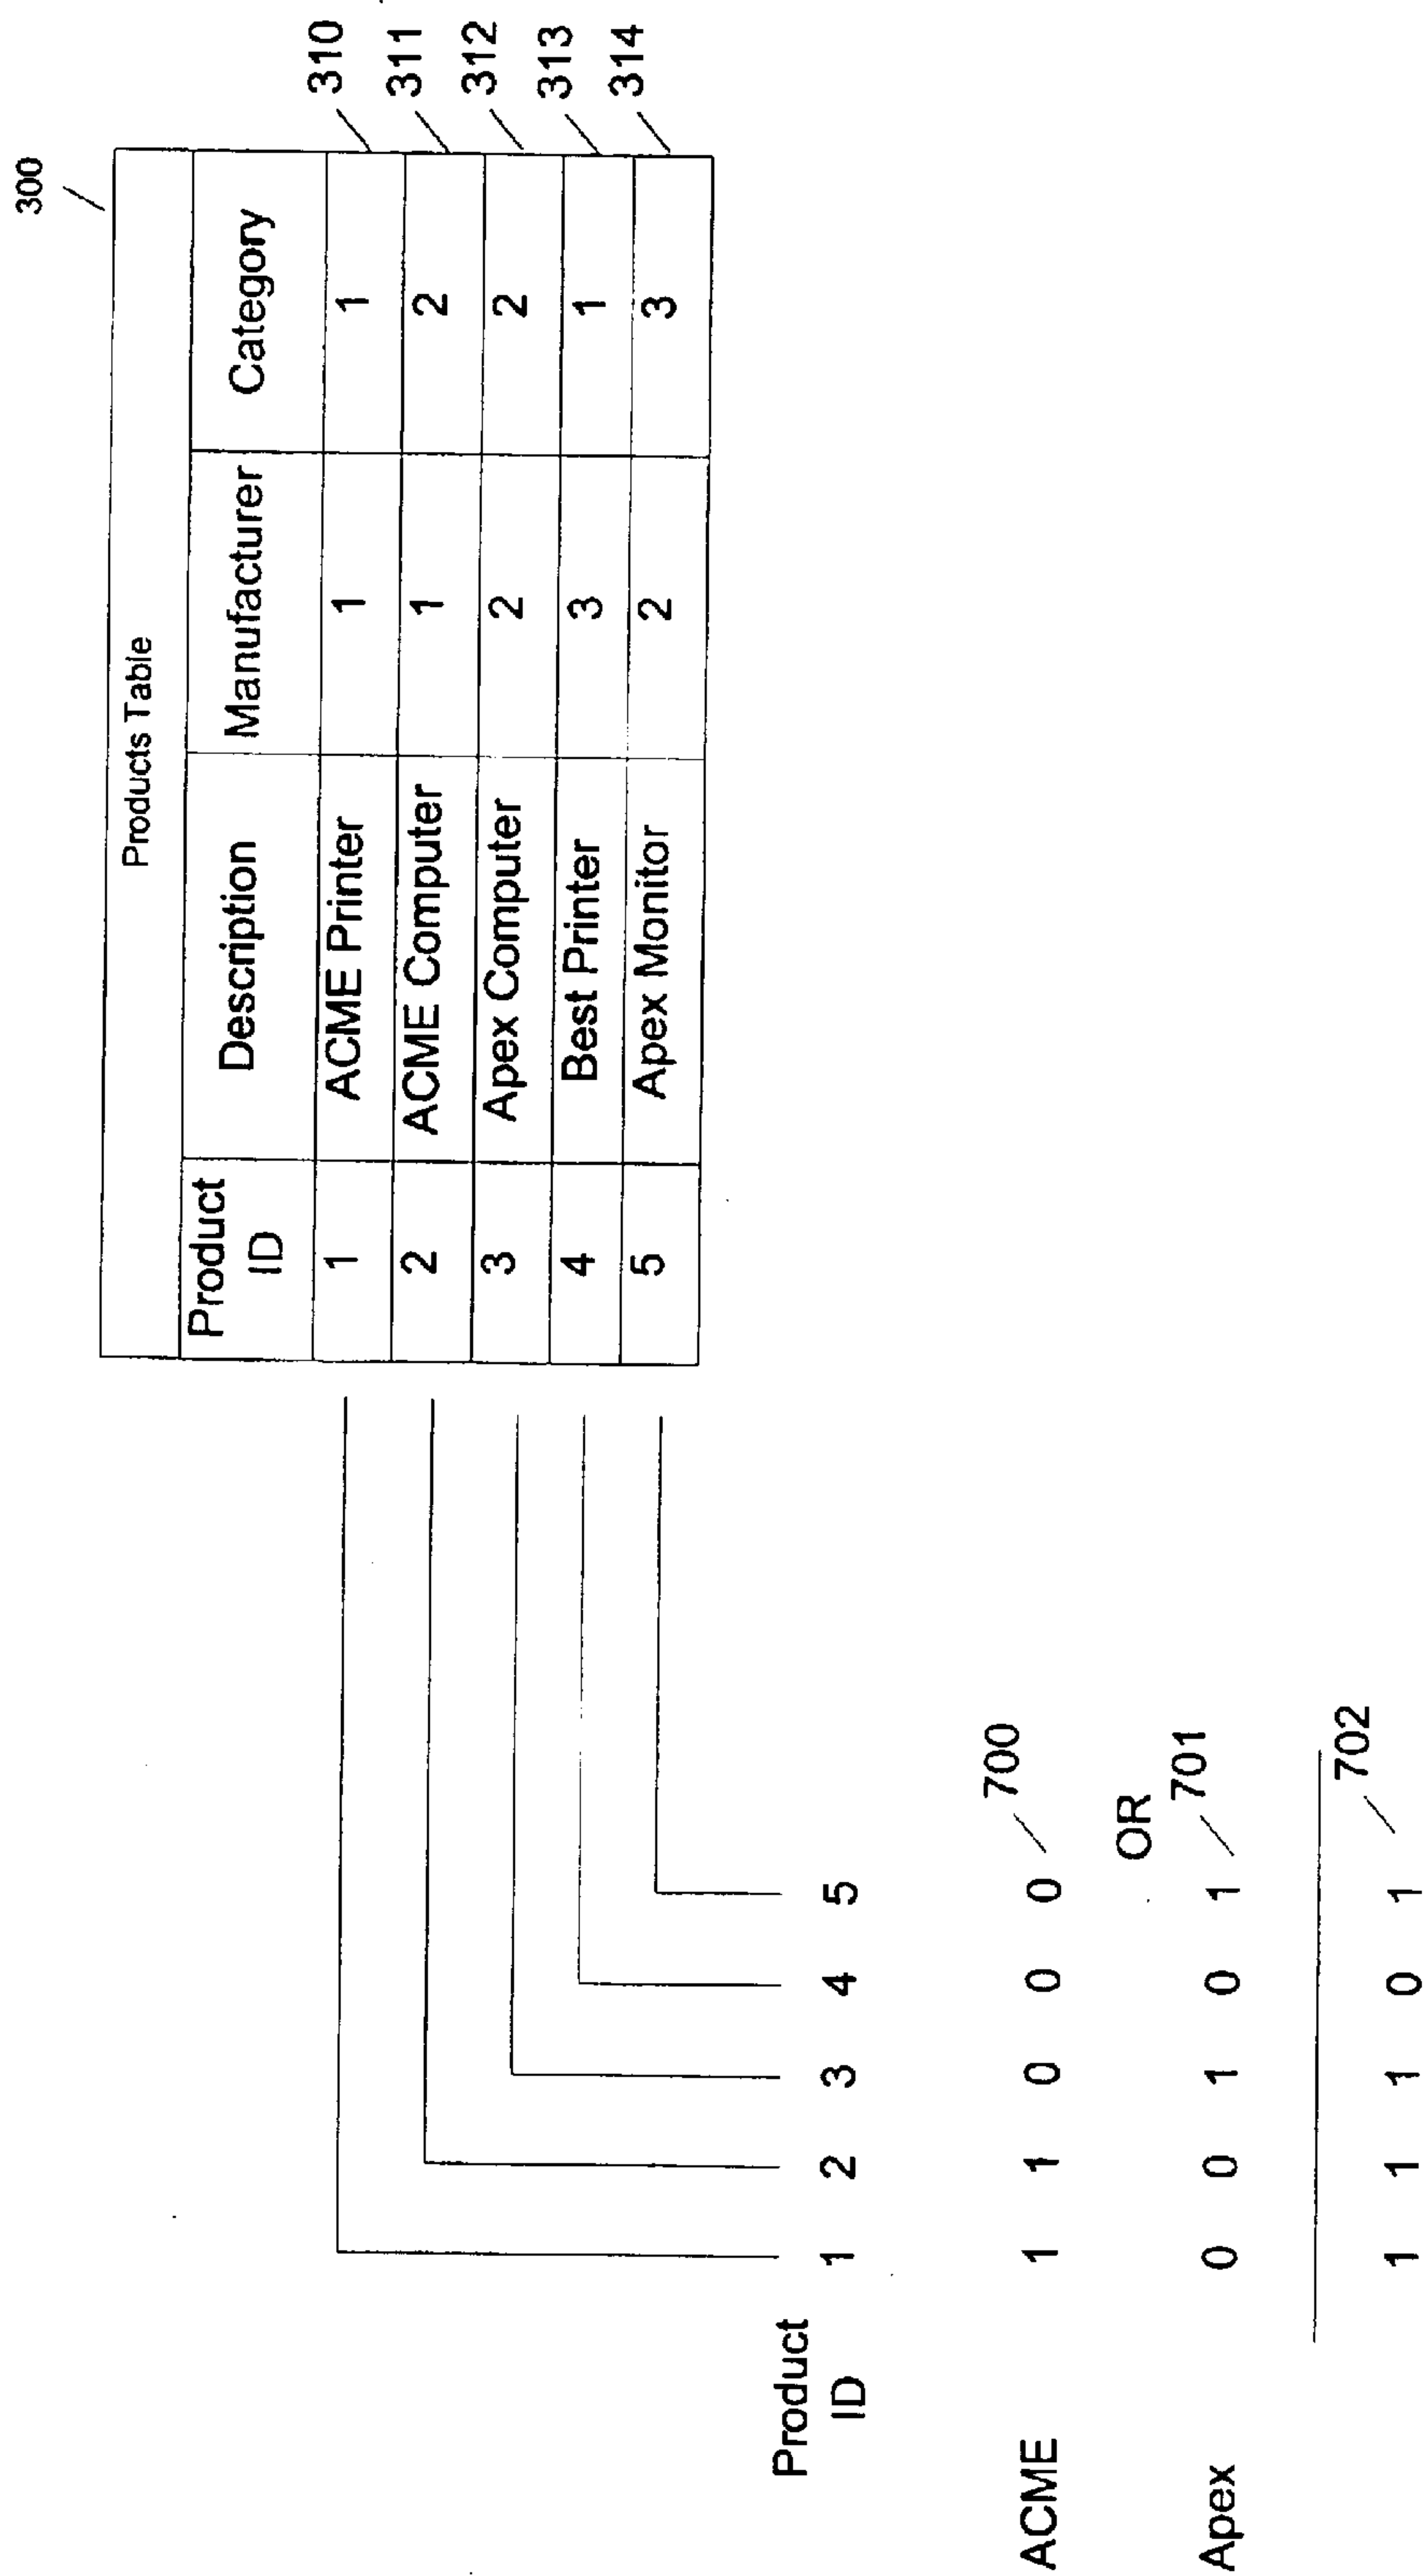 300
Products Table
Product ID Description Manufacturer Category
1 ACME Printer 1 1 310
2 ACME Computer 1 2 311
3 Apex Computer 2 2 312
4 Best Printer 3 1 313
5 Apex Monitor 2 3 314
Product ID 1 2 3 4 5
ACME 1 1 0 0 0 700
OR
Apex 0 0 1 0 1 701
1 1 1 0 1 702